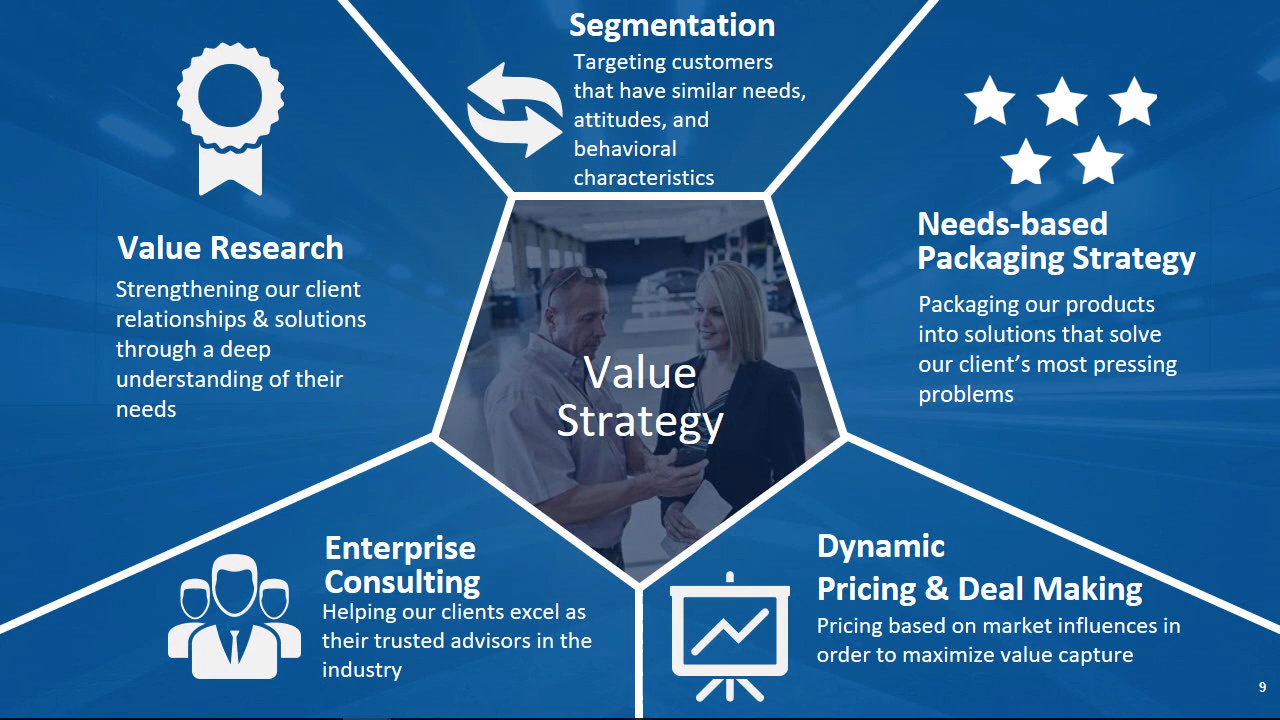 Segmentation
Targeting customers
that have similar needs,
attitudes, and
behavioral
characteristics
Value Research
Strengthening our client
relationships & solutions
through a deep
understanding of their
needs
Needs-based
Packaging Strategy
Packaging our products
into solutions that solve
our client’s most pressing
problems
Value
Strategy
Enterprise
Consulting
Helping our clients excel as
their trusted advisors in the
industry
Dynamic
Pricing & Deal Making
Pricing based on market influences in
order to maximize value capture
9